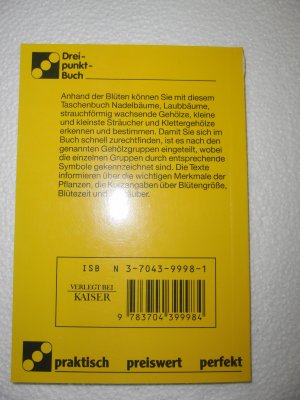 Drei-
punkt-
Buch
Anhand der Blüten können Sie mit diesem
Taschenbuch Nadelbäume, Laubbäume,
strauchförmig wachsende Gehölze, kleine
und kleinste Sträucher und Klettergehölze
erkennen und bestimmen. Damit Sie sich im
Buch schnell zurechtfinden, ist es nach den
genannten Gehölzgruppen eingeteilt, wobei
die einzelnen Gruppen durch entsprechende
Symbole gekennzeichnet sind. Die Texte
informieren über die wichtigen Merkmale der
Pflanzen, die Kurzangaben über Blütengröße,
Blütezeit und
ISBN 3-7043-9998-1
VERLEGT BEI
KAISER
9 783704 399984
praktisch preiswert perfekt